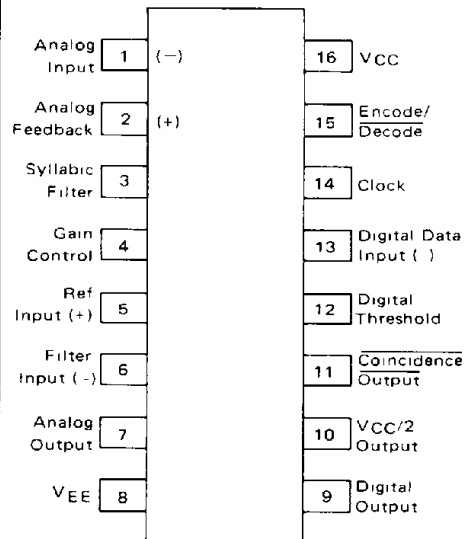 Analog
Input
1
(−)
Analog
Feedback
2
(+)
Syllabic
Filter
3
Gain
Control
4
Ref
Input (+)
5
Filter
Input (-)
6
Analog
Output
7
VEE
8
16
VCC
15
Encode/
Decode
14
Clock
13
Digital Data
Input ( )
12
Digital
Threshold
11
Coincidence
Output
10
VCC/2
Output
9
Digital
Output